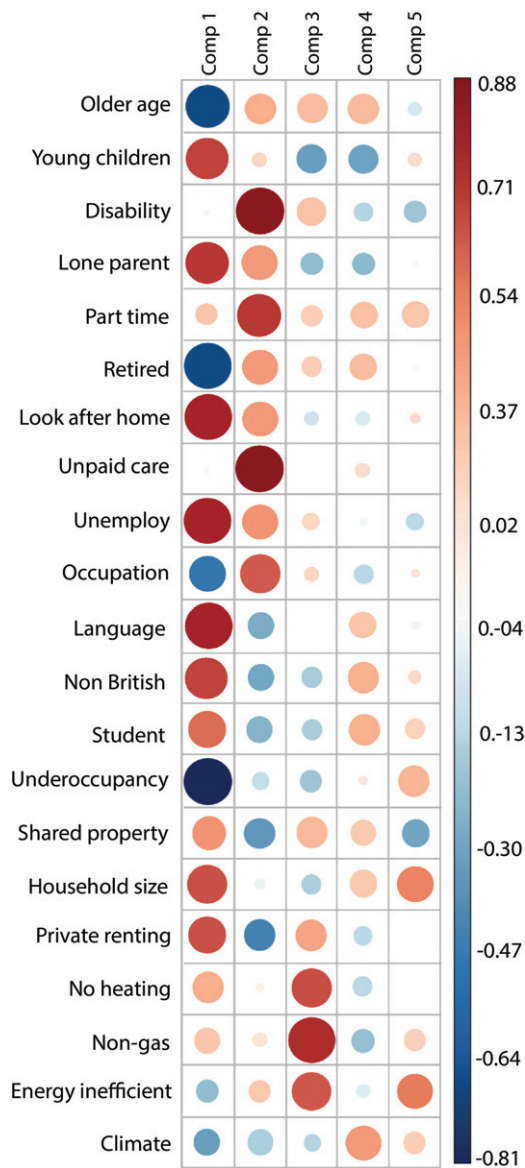 Comp 1 Comp 2 Comp 3 Comp 4 Comp 5
Older age
Young children
Disability
Lone parent
Part time
Retired
Look after home
Unpaid care
Unemploy
Occupation
Language
Non British
Student
Underoccupancy
Shared property
Household size
Private renting
No heating
Non-gas
Energy inefficient
Climate
0.88
0.71
0.54
0.37
0.02
0.-04
0.-13
-0.30
-0.47
-0.64
-0.81